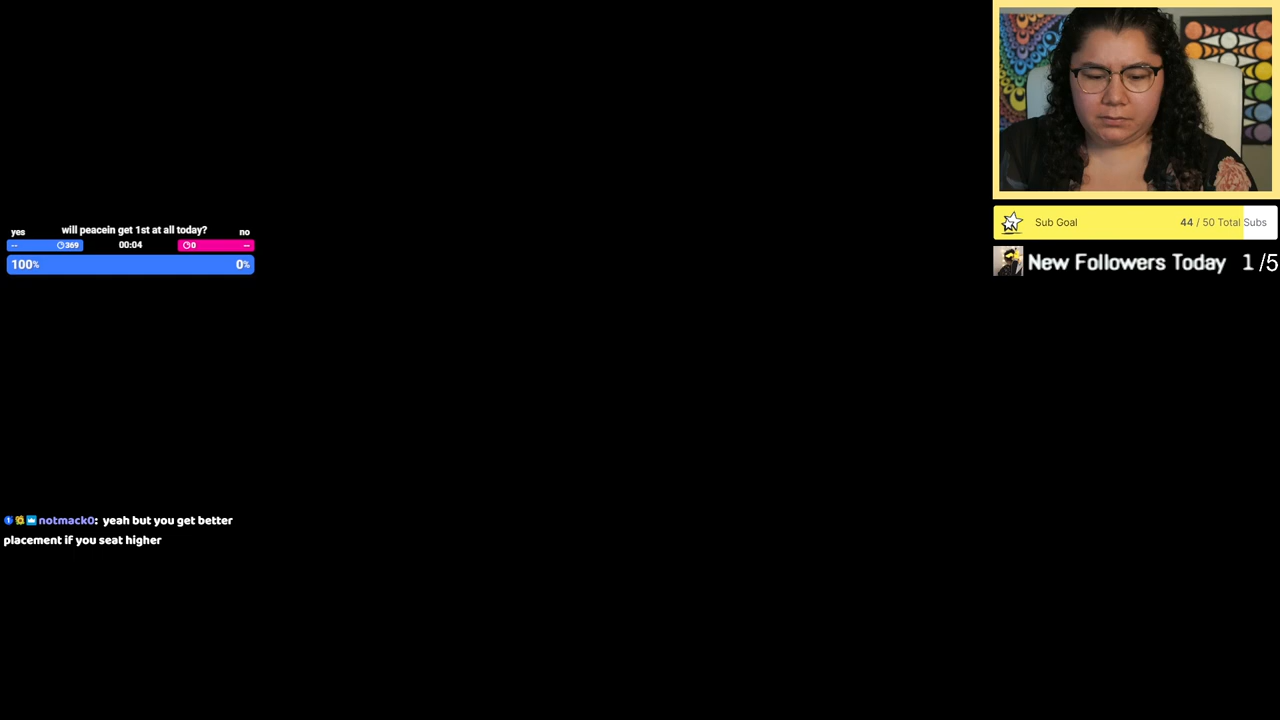 will peacein get 1st at all today?
yes
no
--
369
00:04
0
--
100%
0%
notmack0: yeah but you get better
placement if you seat higher
Sub Goal
44 / 50 Total Subs
New Followers Today 1 /5